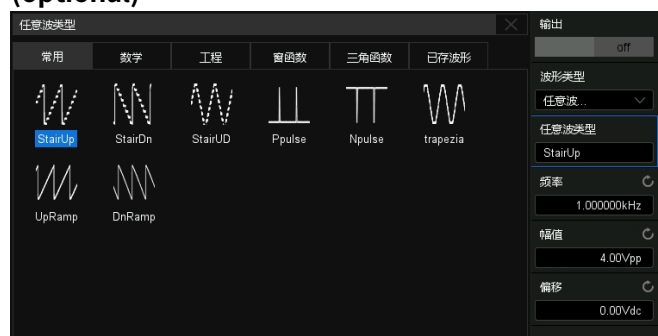 (optional)
任意波类型
常用 数学 工程 窗函数 三角函数 已存波形
StairUp StairDn StairUD Ppulse Npulse trapezia
UpRamp DnRamp
输出
off
波形类型
任意波...
任意波类型
StairUp
频率
1.000000kHz
幅值
4.00Vpp
偏移
0.00Vdc